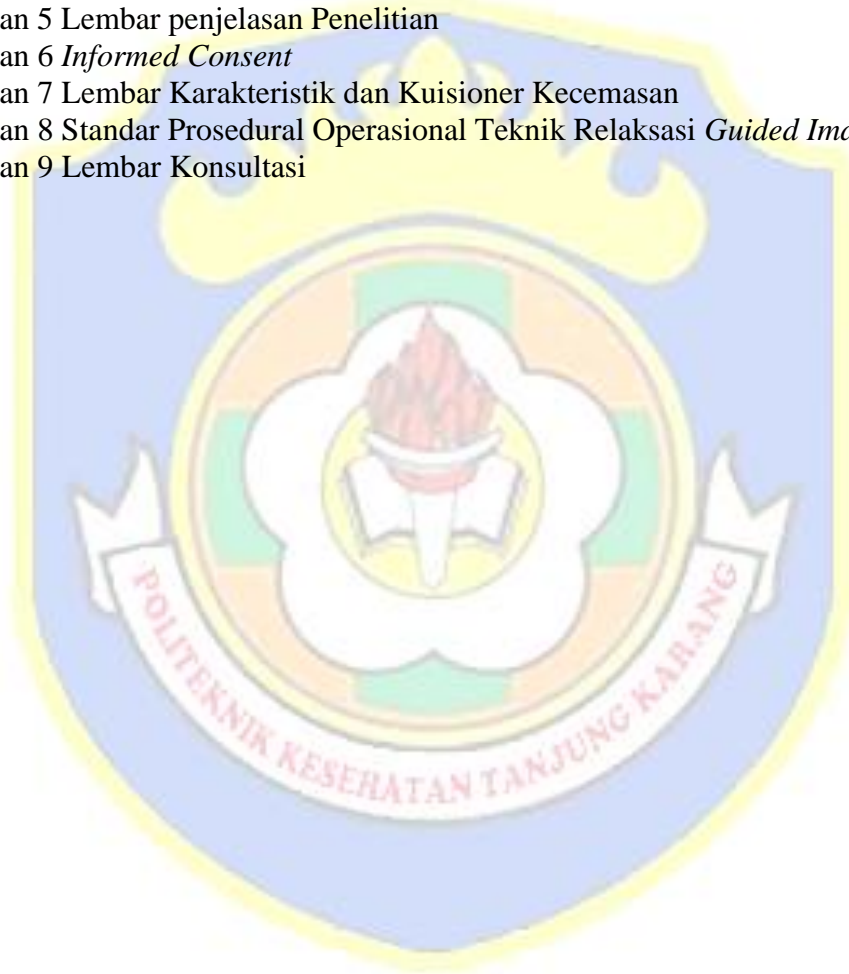 an 5 Lembar penjelasan Penelitian
an 6 Informed Consent
an 7 Lembar Karakteristik dan Kuisioner Kecemasan
an 8 Standar Prosedural Operasional Teknik Relaksasi Guided Ima
an 9 Lembar Konsultasi
POLITEKNIK KESEHATAN TANJUNG KARANG